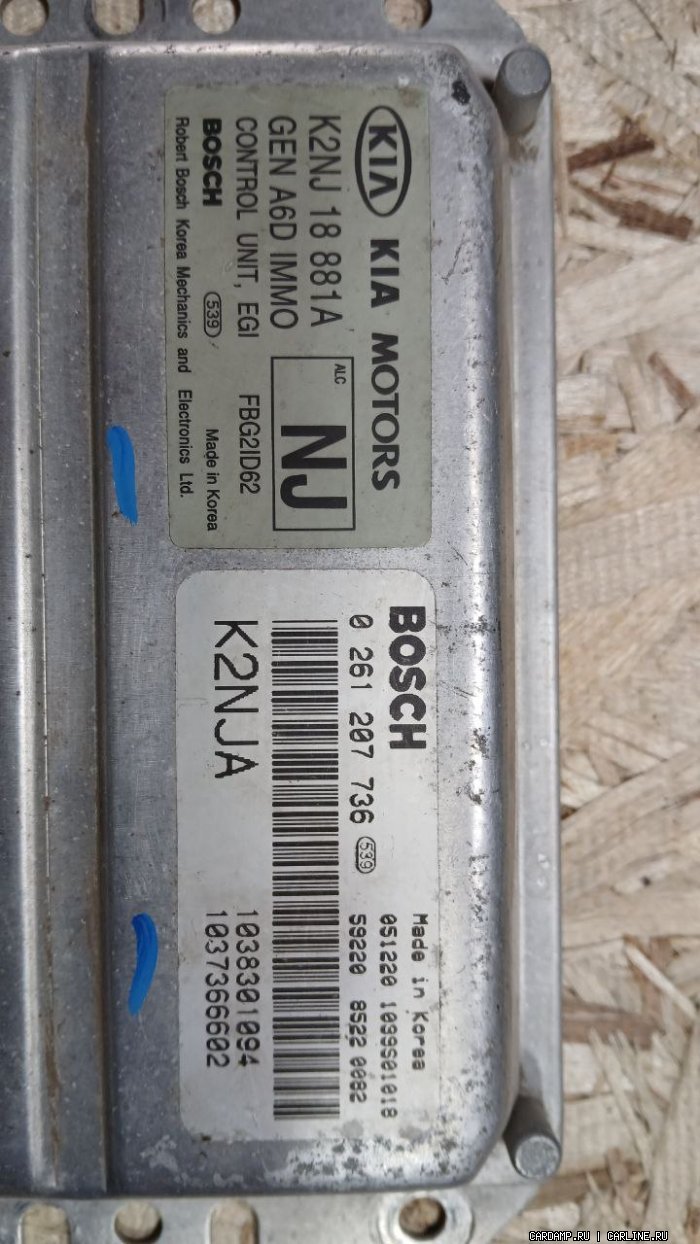 KIA KIA MOTORS
K2NJ 18 881A
GEN A6D IMMO
ALC
NJ
CONTROL UNIT, EGI FBG2ID62
BOSCH 539 Made in Korea
Robert Bosch Korea Mechanics and Electronics Ltd.
BOSCH
Made in Korea
0 261 207 736 539
051220 1099S01018
S9220 8S22 0082
K2NJA
1038301094
1037366602
CARDAMP.RU | CARLINE.RU